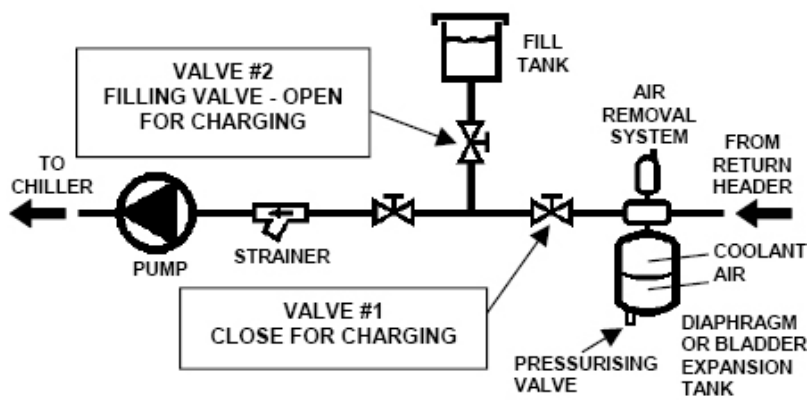 VALVE #2
FILLING VALVE - OPEN
FOR CHARGING
FILL
TANK
AIR
REMOVAL
SYSTEM
FROM
RETURN
HEADER
TO
CHILLER
PUMP
STRAINER
VALVE #1
CLOSE FOR CHARGING
COOLANT
AIR
PRESSURISING
VALVE
DIAPHRAGM
OR BLADDER
EXPANSION
TANK